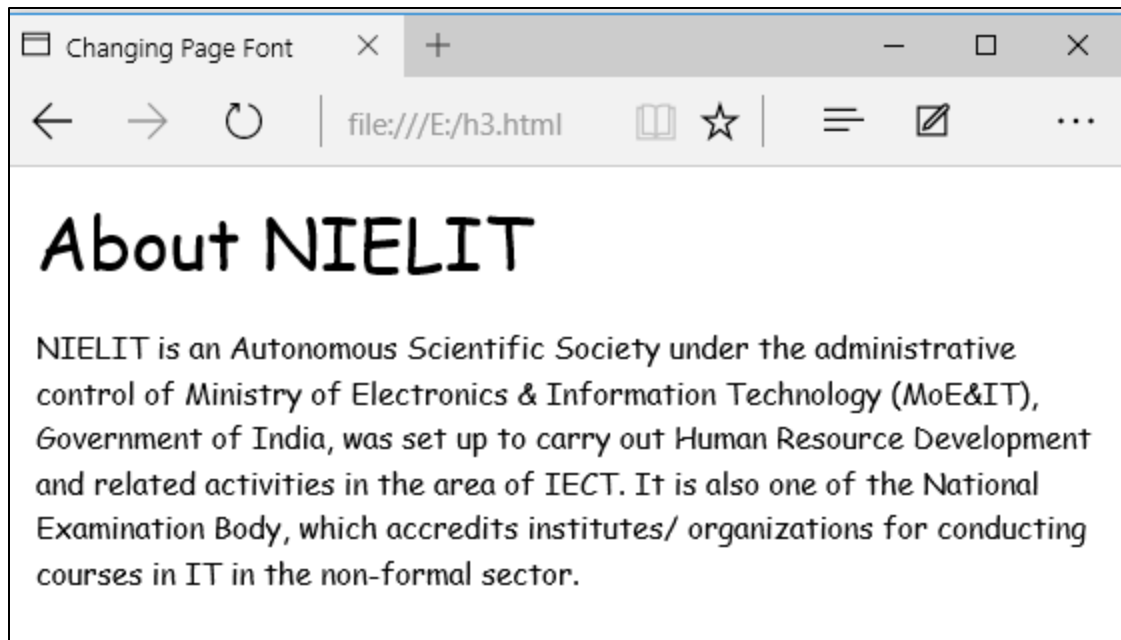 Changing Page Font
file:///E:/h3.html
About NIELIT
NIELIT is an Autonomous Scientific Society under the administrative
control of Ministry of Electronics & Information Technology (MoE&IT),
Government of India, was set up to carry out Human Resource Development
and related activities in the area of IECT. It is also one of the National
Examination Body, which accredits institutes/ organizations for conducting
courses in IT in the non-formal sector.